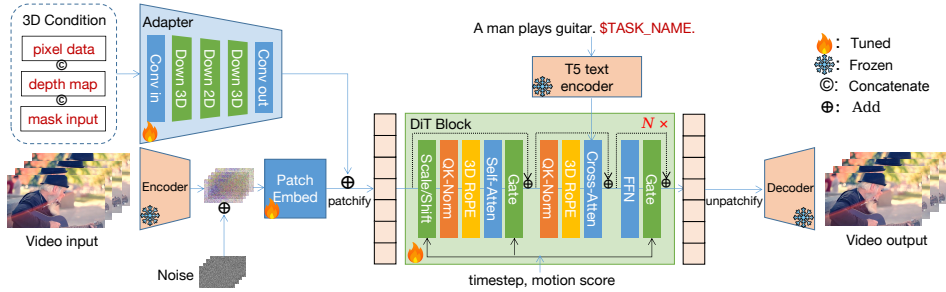 3D Condition
pixel data
©
depth map
©
mask input
Adapter
Conv in
Down 3D
Down 2D
Down 3D
Conv out
A man plays guitar. $TASK_NAME.
T5 text
encoder
: Tuned
: Frozen
©: Concatenate
⊕: Add
Video input
Encoder
⊕
Noise
Patch
Embed
⊕
patchify
DiT Block
N ×
Scale/Shift
QK-Norm
3D RoPE
Self-Atten
Gate
⊕
QK-Norm
3D RoPE
Cross-Atten
⊕
FFN
Gate
⊕
timestep, motion score
unpatchify
Decoder
Video output